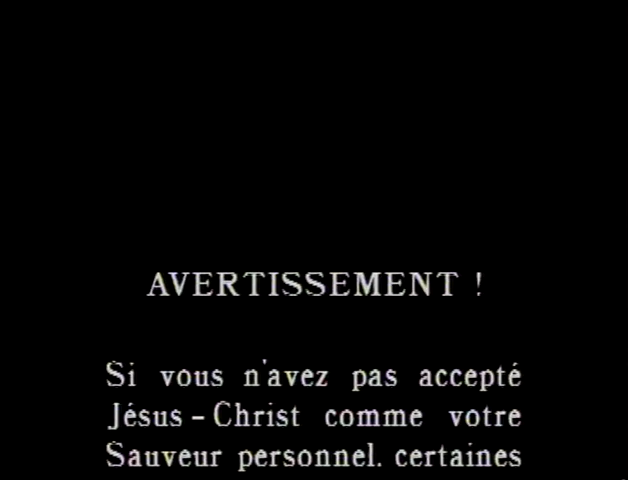 AVERTISSEMENT !
Si vous n'avez pas accepté
Jésus - Christ comme votre
Sauveur personnel. certaines